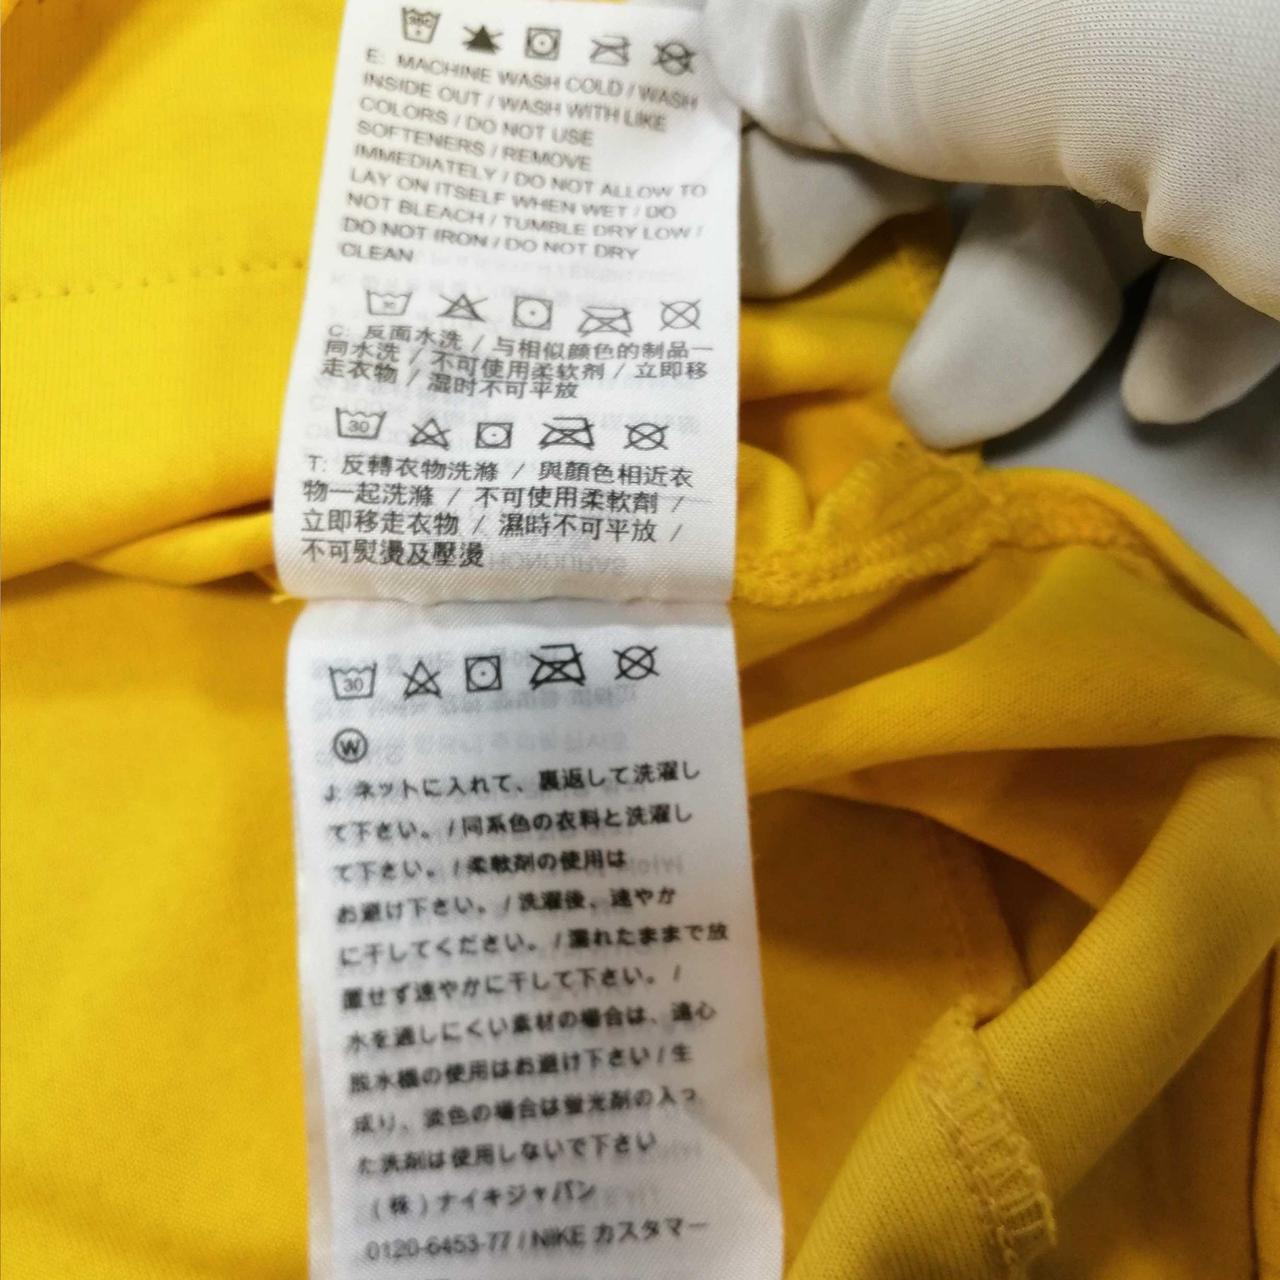 E: MACHINE WASH COLD / WASH
INSIDE OUT / WASH WITH LIKE
COLORS / DO NOT USE
SOFTENERS / REMOVE
IMMEDIATELY / DO NOT ALLOW TO
LAY ON ITSELF WHEN WET / DO
NOT BLEACH / TUMBLE DRY LOW /
DO NOT IRON / DO NOT DRY
CLEAN
30
C: 反面水洗 / 与相似颜色的制品一
同水洗 / 不可使用柔软剂 / 立即移
走衣物 / 湿时不可平放
30
T: 反轉衣物洗滌 / 與顏色相近衣
物一起洗滌 / 不可使用柔軟劑 /
立即移走衣物 / 濕時不可平放 /
不可熨燙及壓燙
30
W
J: ネットに入れて、裏返して洗濯し
て下さい。/ 同系色の衣料と洗濯し
て下さい。/ 柔軟剤の使用は
お避け下さい。/ 洗濯後、速やか
に干してください。/ 濡れたままで放
置せず速やかに干して下さい。/
水を通しにくい素材の場合は、遠心
脱水機の使用はお避け下さい / 生
成り、淡色の場合は蛍光剤の入っ
た洗剤は使用しないで下さい
(株) ナイキジャパン
0120-6453-77 / NIKE カスタマー